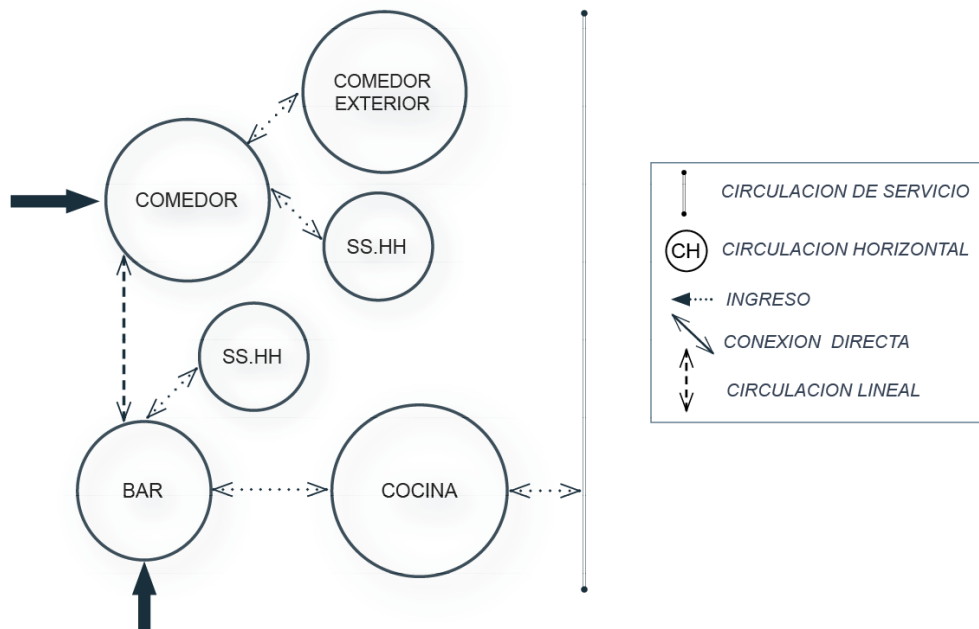 COMEDOR
EXTERIOR
COMEDOR
SS.HH
SS.HH
BAR
COCINA
CIRCULACION DE SERVICIO
CH
CIRCULACION HORIZONTAL
INGRESO
CONEXIÓN DIRECTA
CIRCULACION LINEAL